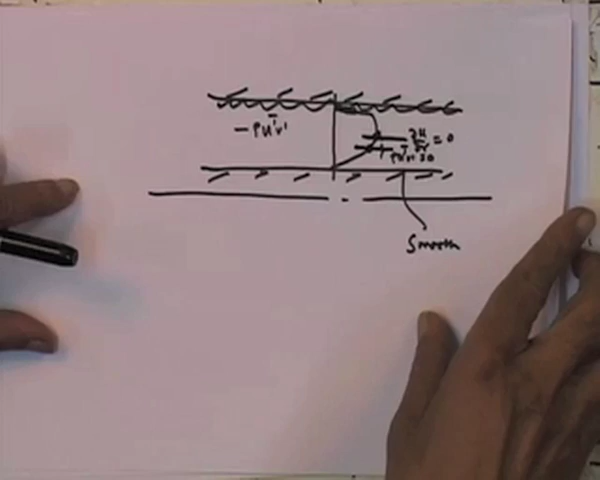 -ρu'v'
∂u/∂r = 0
ρu'v' = 0
Smooth